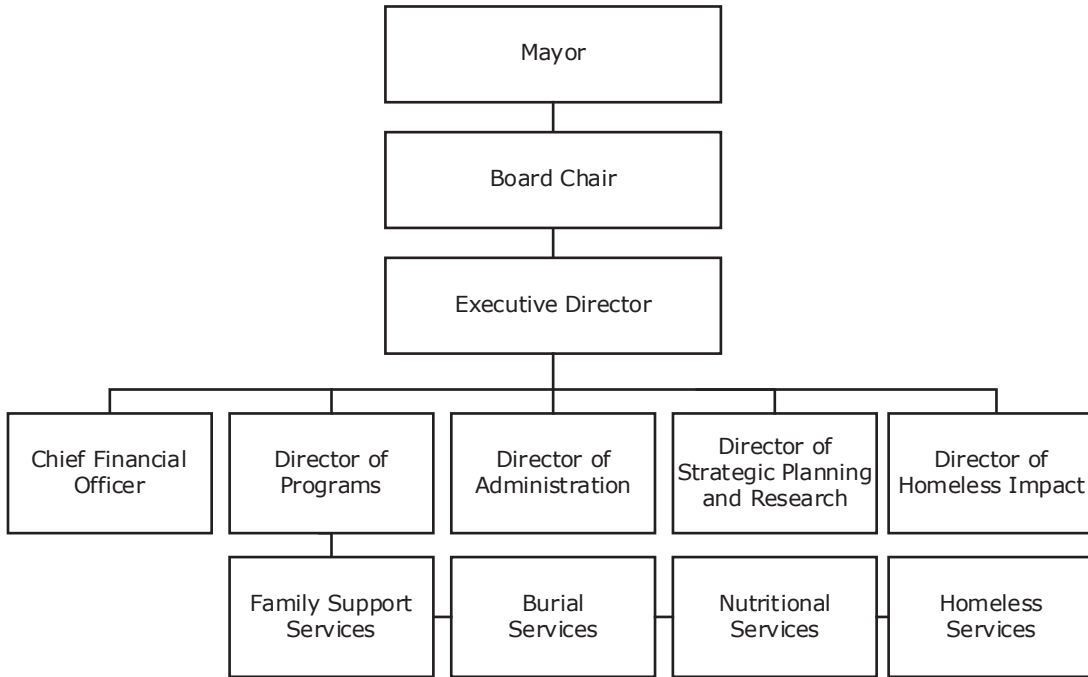 Mayor
Board Chair
Executive Director
Chief Financial
Officer
Director of
Programs
Director of
Administration
Director of
Strategic Planning
and Research
Director of
Homeless Impact
Family Support
Services
Burial
Services
Nutritional
Services
Homeless
Services